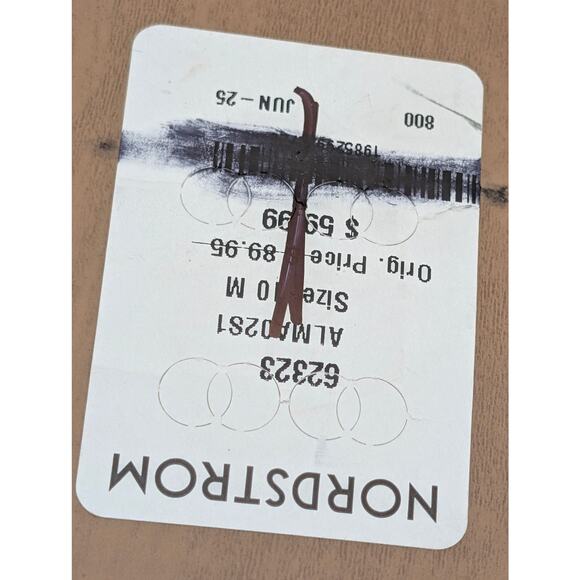 NORDSTROM
62323
ALMA02S1
Size 10 M
Orig. Price $ 89.95
$ 59.99
800 JUN-25